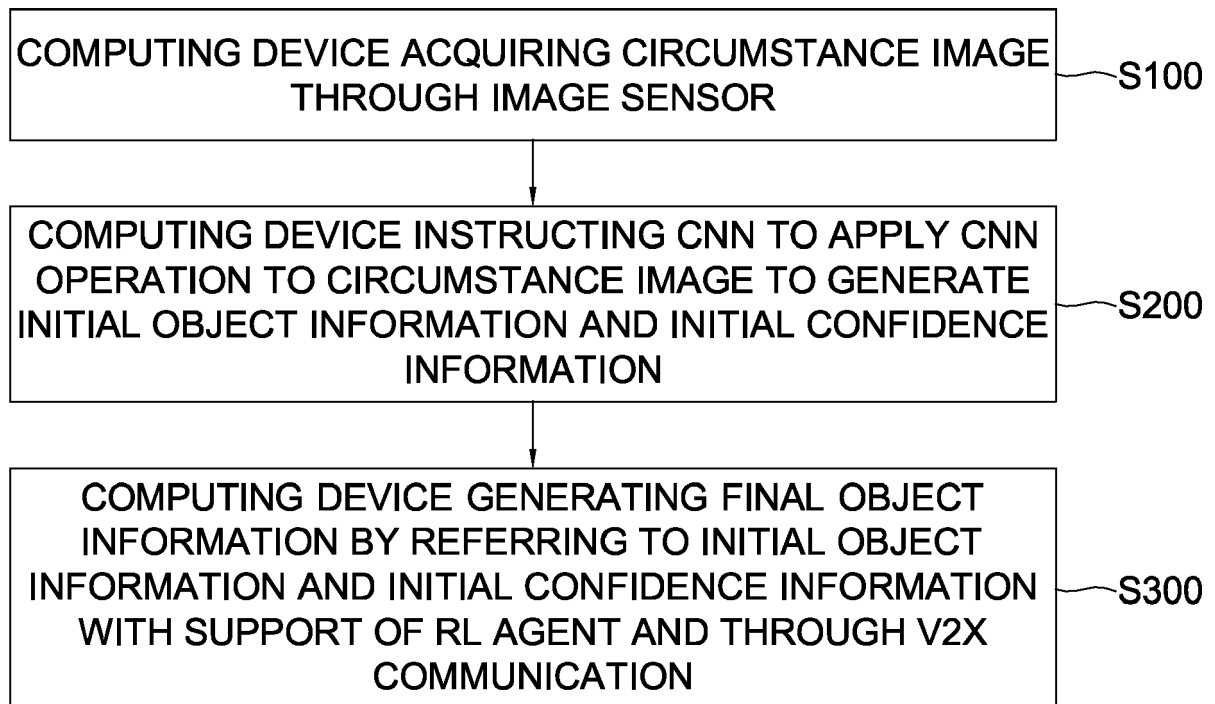 COMPUTING DEVICE ACQUIRING CIRCUMSTANCE IMAGE
THROUGH IMAGE SENSOR
S100
COMPUTING DEVICE INSTRUCTING CNN TO APPLY CNN
OPERATION TO CIRCUMSTANCE IMAGE TO GENERATE
INITIAL OBJECT INFORMATION AND INITIAL CONFIDENCE
INFORMATION
S200
COMPUTING DEVICE GENERATING FINAL OBJECT
INFORMATION BY REFERRING TO INITIAL OBJECT
INFORMATION AND INITIAL CONFIDENCE INFORMATION
WITH SUPPORT OF RL AGENT AND THROUGH V2X
COMMUNICATION
S300